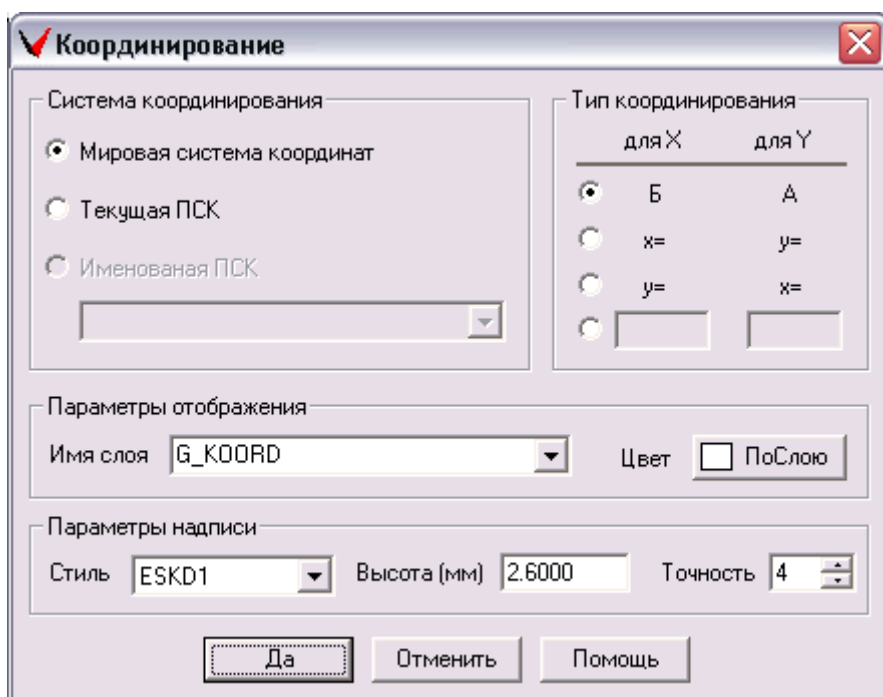 Координирование
Система координирования
Мировая система координат
Текущая ПСК
Именованая ПСК
Тип координирования
для X для Y
Б А
x= y=
y= x=
Параметры отображения
Имя слоя G_KOORD Цвет ПоСлою
Параметры надписи
Стиль ESKD1 Высота (мм) 2.6000 Точность 4
Да Отменить Помощь